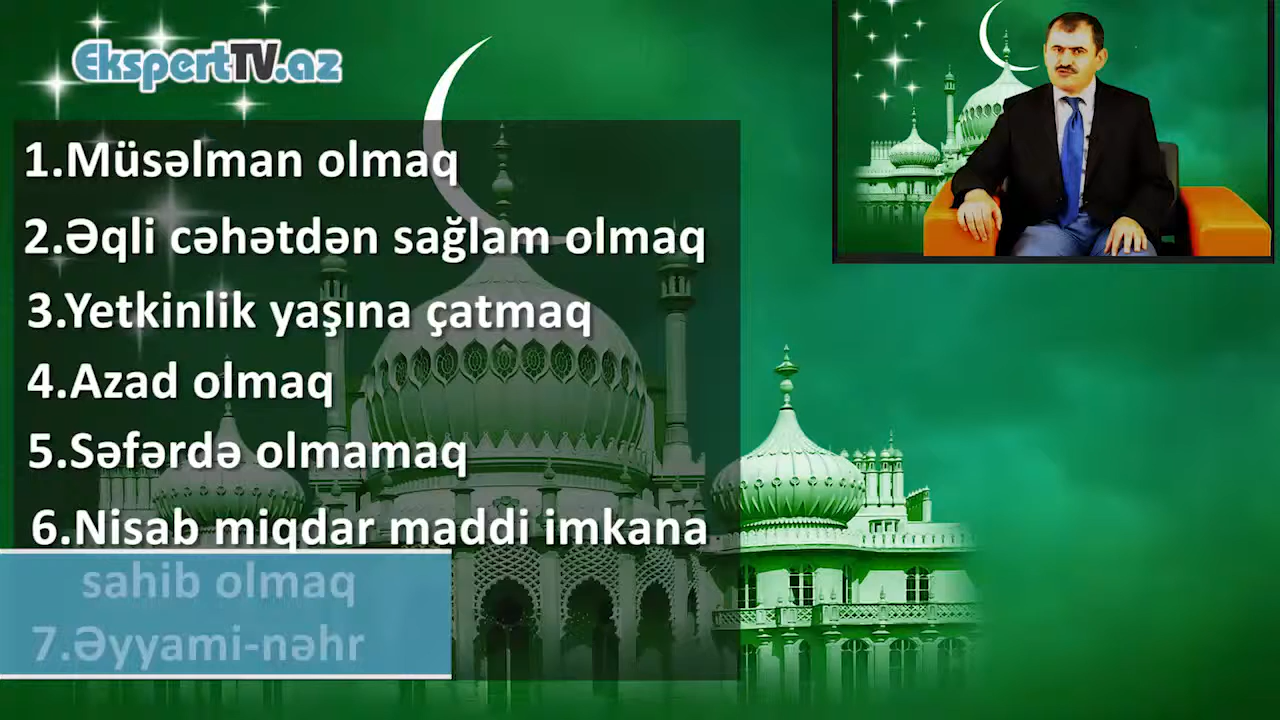 EkspertTV.az
1.Müsəlman olmaq
2.Əqli cəhətdən sağlam olmaq
3.Yetkinlik yaşına çatmaq
4.Azad olmaq
5.Səfərdə olmamaq
6.Nisab miqdar maddi imkana
sahib olmaq
7.Əyyami-nəhr